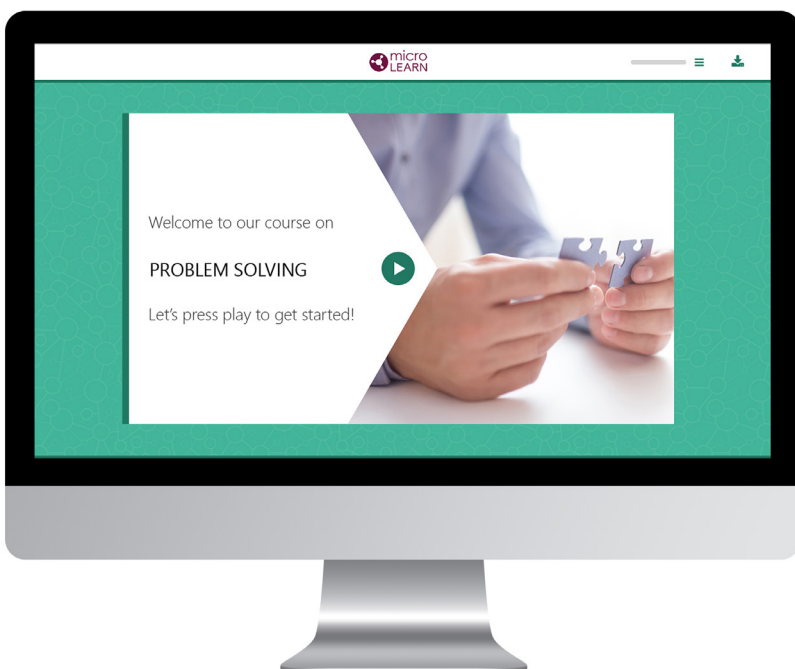 micro
LEARN
Welcome to our course on
PROBLEM SOLVING
Let's press play to get started!